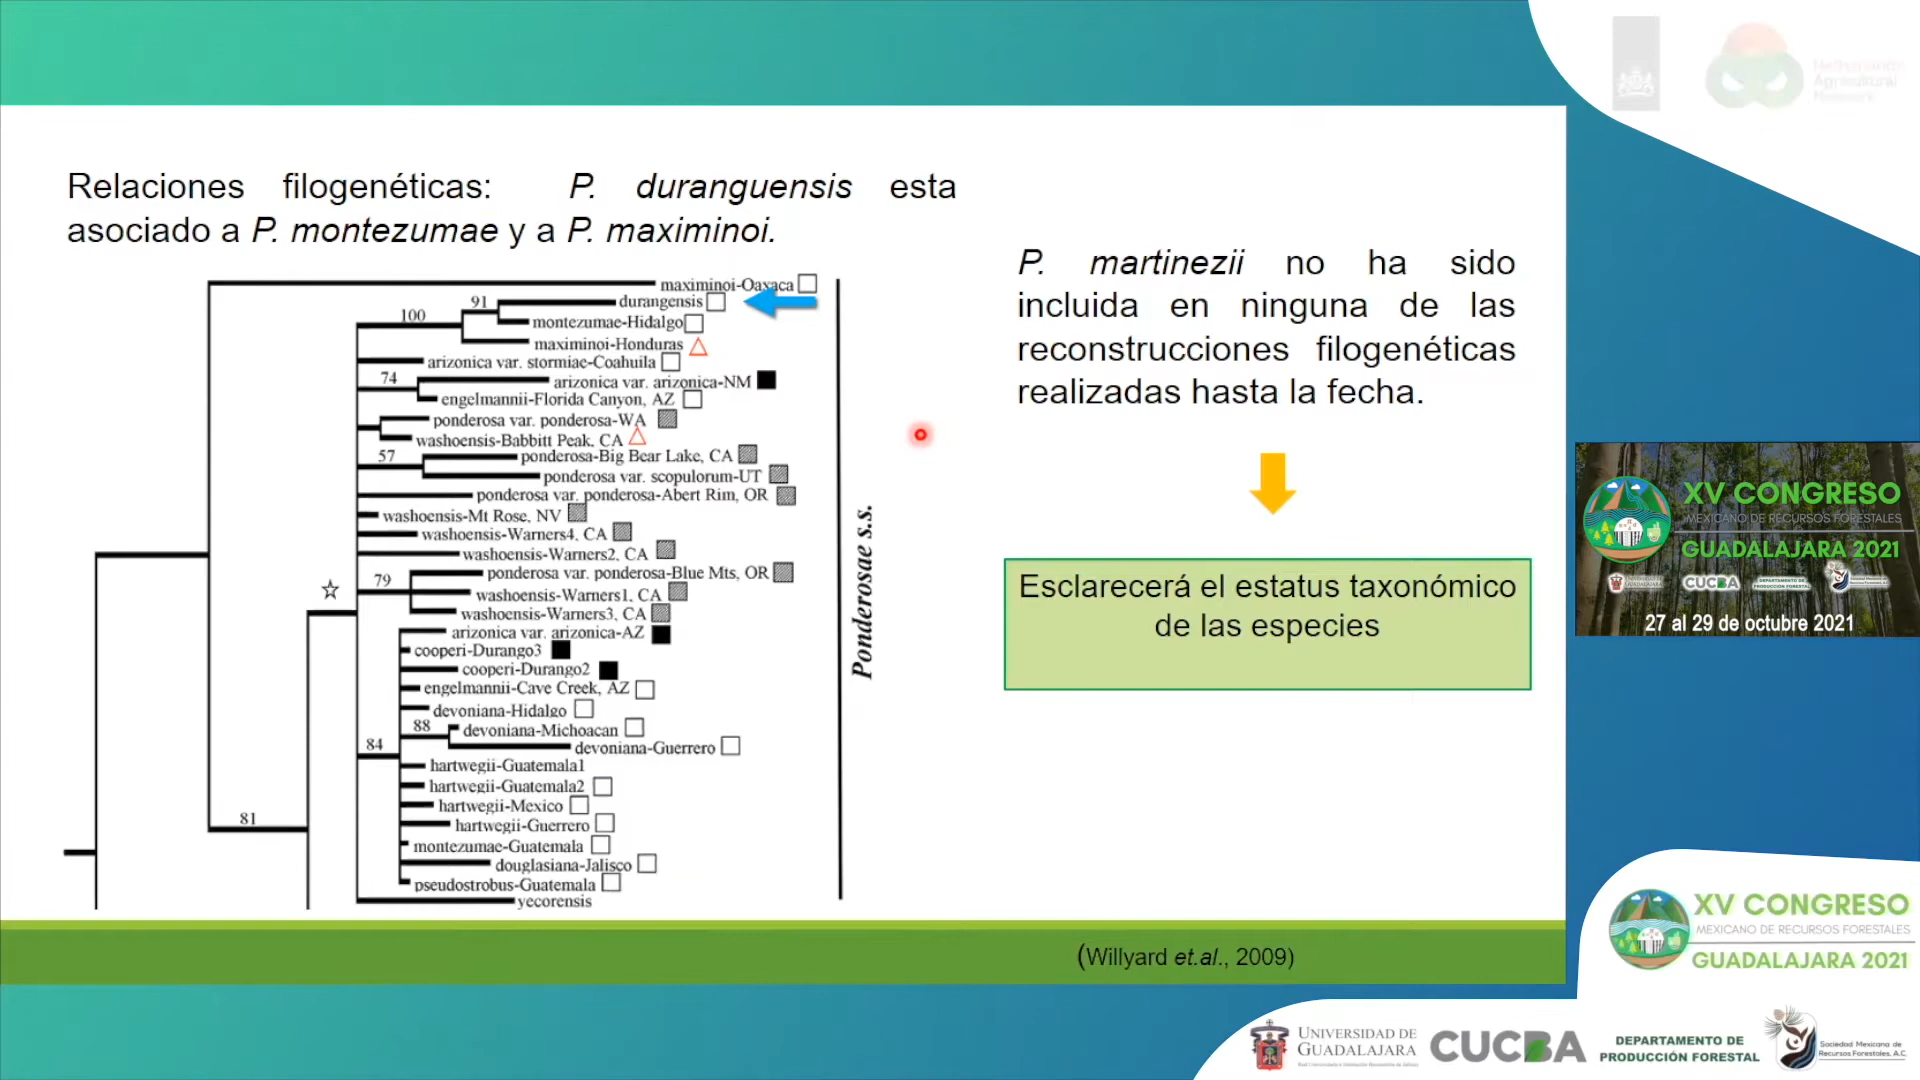 Relaciones filogenéticas: P. duranguensis esta
asociado a P. montezumae y a P. maximinoi.
maximinoi-Oaxaca
91
durangensis
100
montezumae-Hidalgo
maximinoi-Honduras
arizonica var. stormiae-Coahuila
74
arizonica var. arizonica-NM
engelmannii-Florida Canyon, AZ
ponderosa var. ponderosa-WA
washoensis-Babbitt Peak, CA
57
ponderosa-Big Bear Lake, CA
ponderosa var. scopulorum-UT
ponderosa var. ponderosa-Abert Rim, OR
washoensis-Mt Rose, NV
washoensis-Warners4, CA
washoensis-Warners2, CA
79
ponderosa var. ponderosa-Blue Mts, OR
washoensis-Warners1, CA
washoensis-Warners3, CA
arizonica var. arizonica-AZ
cooperi-Durango3
cooperi-Durango2
engelmannii-Cave Creek, AZ
devoniana-Hidalgo
88
devoniana-Michoacan
84
devoniana-Guerrero
hartwegii-Guatemala1
hartwegii-Guatemala2
hartwegii-Mexico
81
hartwegii-Guerrero
montezumae-Guatemala
douglasiana-Jalisco
pseudostrobus-Guatemala
yecorensis
Ponderosae s.s.
P. martinezii no ha sido
incluida en ninguna de las
reconstrucciones filogenéticas
realizadas hasta la fecha.
Esclarecerá el estatus taxonómico
de las especies
(Willyard et.al., 2009)
Netherlands
Agricultural
Network
XV CONGRESO
MEXICANO DE RECURSOS FORESTALES
GUADALAJARA 2021
CUCBA
27 al 29 de octubre 2021
XV CONGRESO
MEXICANO DE RECURSOS FORESTALES
GUADALAJARA 2021
UNIVERSIDAD DE
GUADALAJARA
CUCBA
DEPARTAMENTO DE
PRODUCCIÓN FORESTAL
Sociedad Mexicana de
Recursos Forestales, A.C.